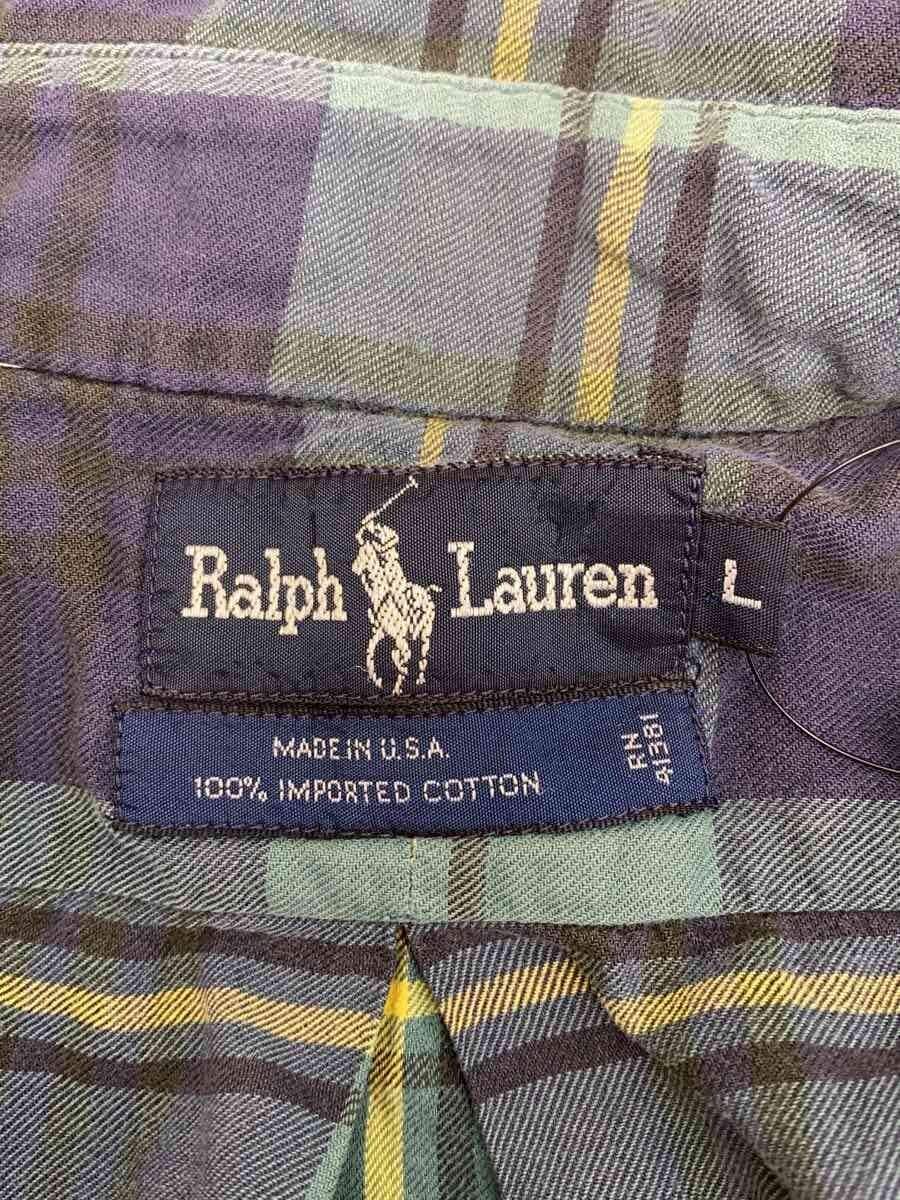 Ralph Lauren
L
MADE IN U.S.A.
100% IMPORTED COTTON
RN
41381